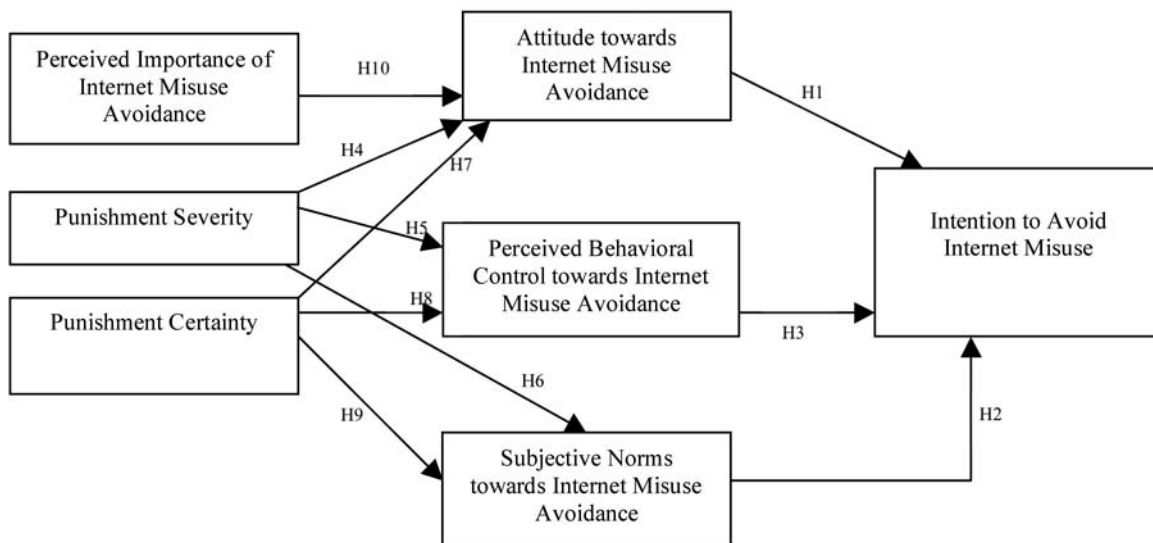 Perceived Importance of
Internet Misuse
Avoidance
H10
Attitude towards
Internet Misuse
Avoidance
H1
H4
H7
Punishment Severity
H5
Perceived Behavioral
Control towards Internet
Misuse Avoidance
Intention to Avoid
Internet Misuse
Punishment Certainty
H8
H3
H6
H9
H2
Subjective Norms
towards Internet Misuse
Avoidance